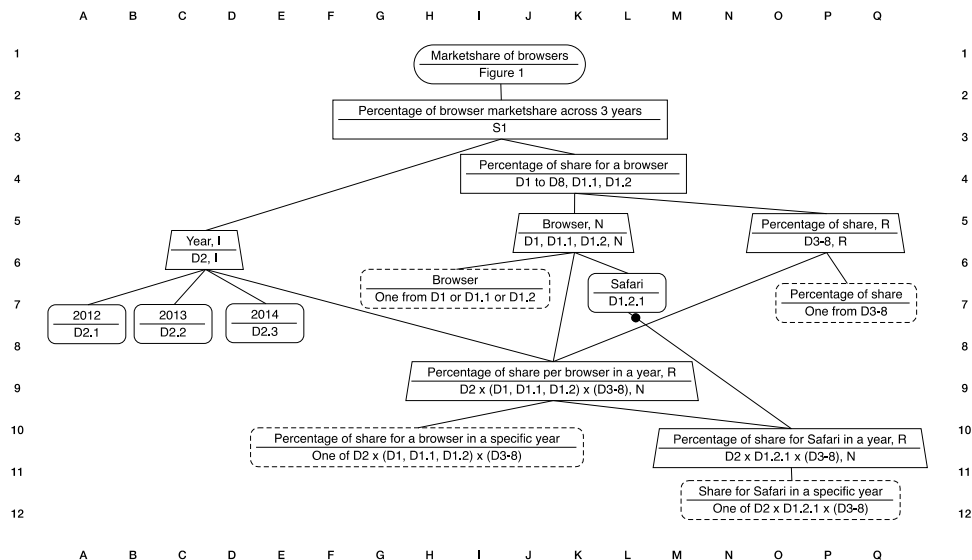 A B C D E F G H I J K L M N O P Q
1 Marketshare of browsers 1
Figure 1
2 2
Percentage of browser marketshare across 3 years
3 S1 3
Percentage of share for a browser
4 D1 to D8, D1.1, D1.2 4
5 Browser, N Percentage of share, R 5
Year, I D1, D1.1, D1.2, N D3-8, R
D2, I
6 6
Browser Safari Percentage of share
One from D1 or D1.1 or D1.2 D1.2.1 One from D3-8
7 2012 2013 2014 7
D2.1 D2.2 D2.3
8 8
Percentage of share per browser in a year, R
9 D2 x (D1, D1.1, D1.2) x (D3-8), N 9
10 Percentage of share for a browser in a specific year Percentage of share for Safari in a year, R 10
One of D2 x (D1, D1.1, D1.2) x (D3-8) D2 x D1.2.1 x (D3-8), N
11 11
Share for Safari in a specific year
12 One of D2 x D1.2.1 x (D3-8) 12
A B C D E F G H I J K L M N O P Q